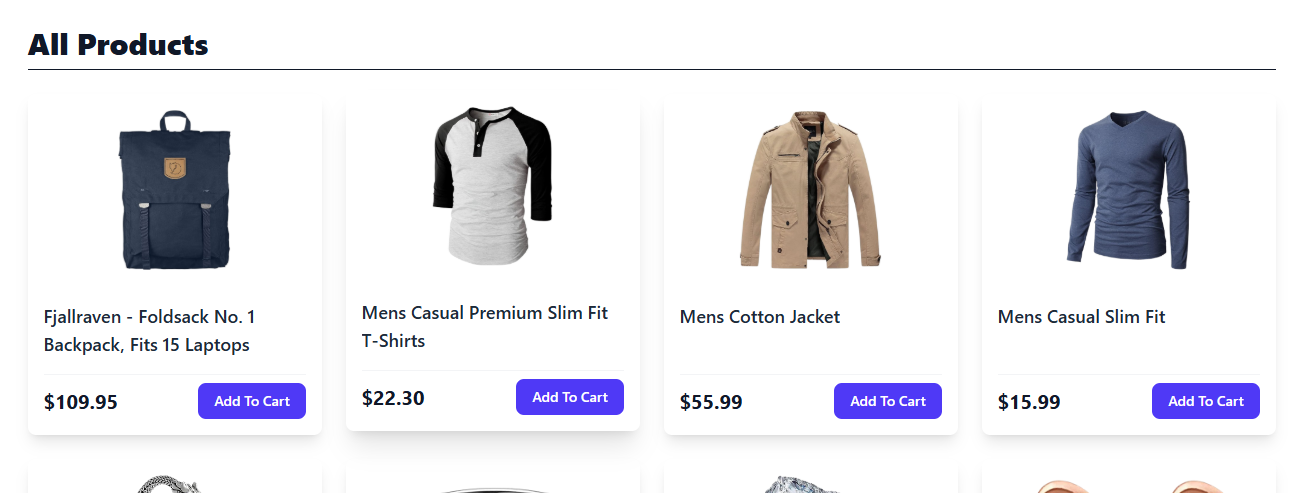 All Products
Fjallraven - Foldsack No. 1
Backpack, Fits 15 Laptops
$109.95
Add To Cart
Mens Casual Premium Slim Fit
T-Shirts
$22.30
Add To Cart
Mens Cotton Jacket
$55.99
Add To Cart
Mens Casual Slim Fit
$15.99
Add To Cart